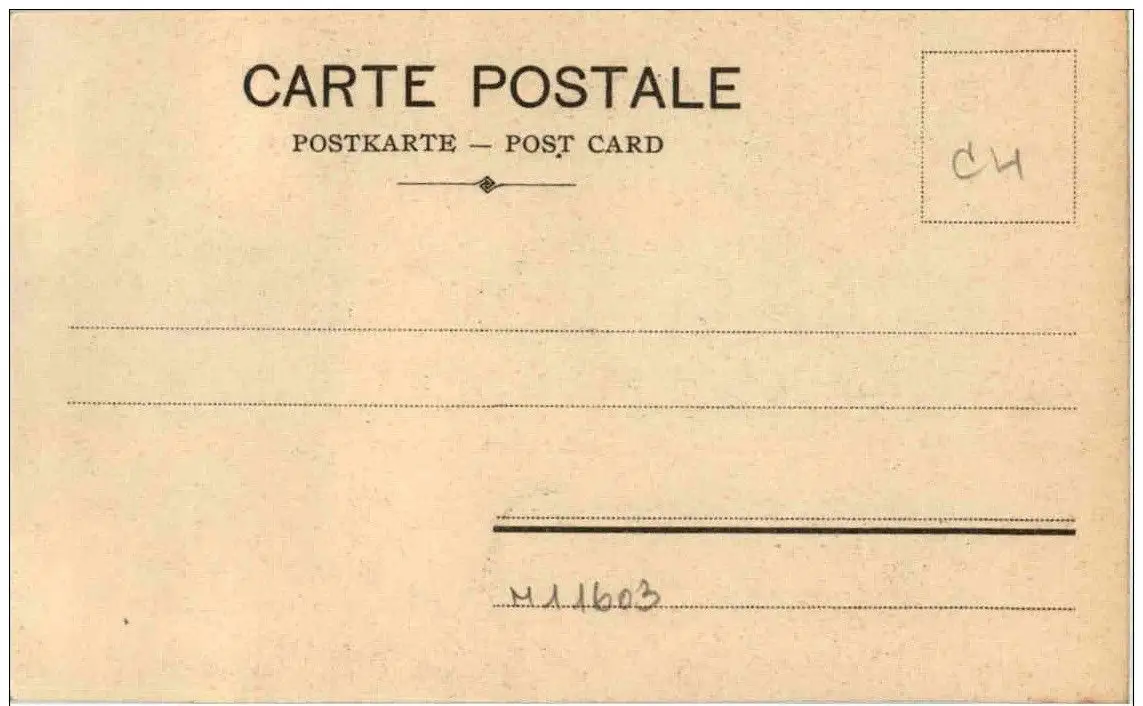 CARTE POSTALE
POSTKARTE — POST CARD
CH
M11603